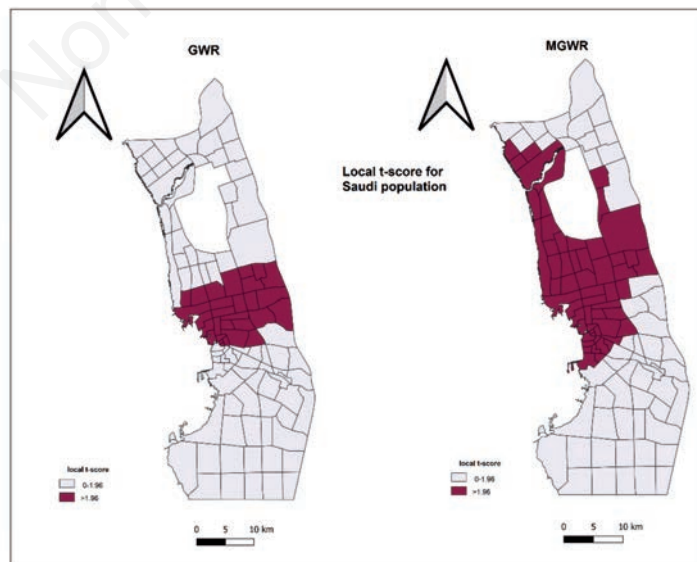 Non
GWR
MGWR
Local t-score for
Saudi population
local t-score
0-1.96
>1.96
0 5 10 km
local t-score
0-1.96
>1.96
0 5 10 km